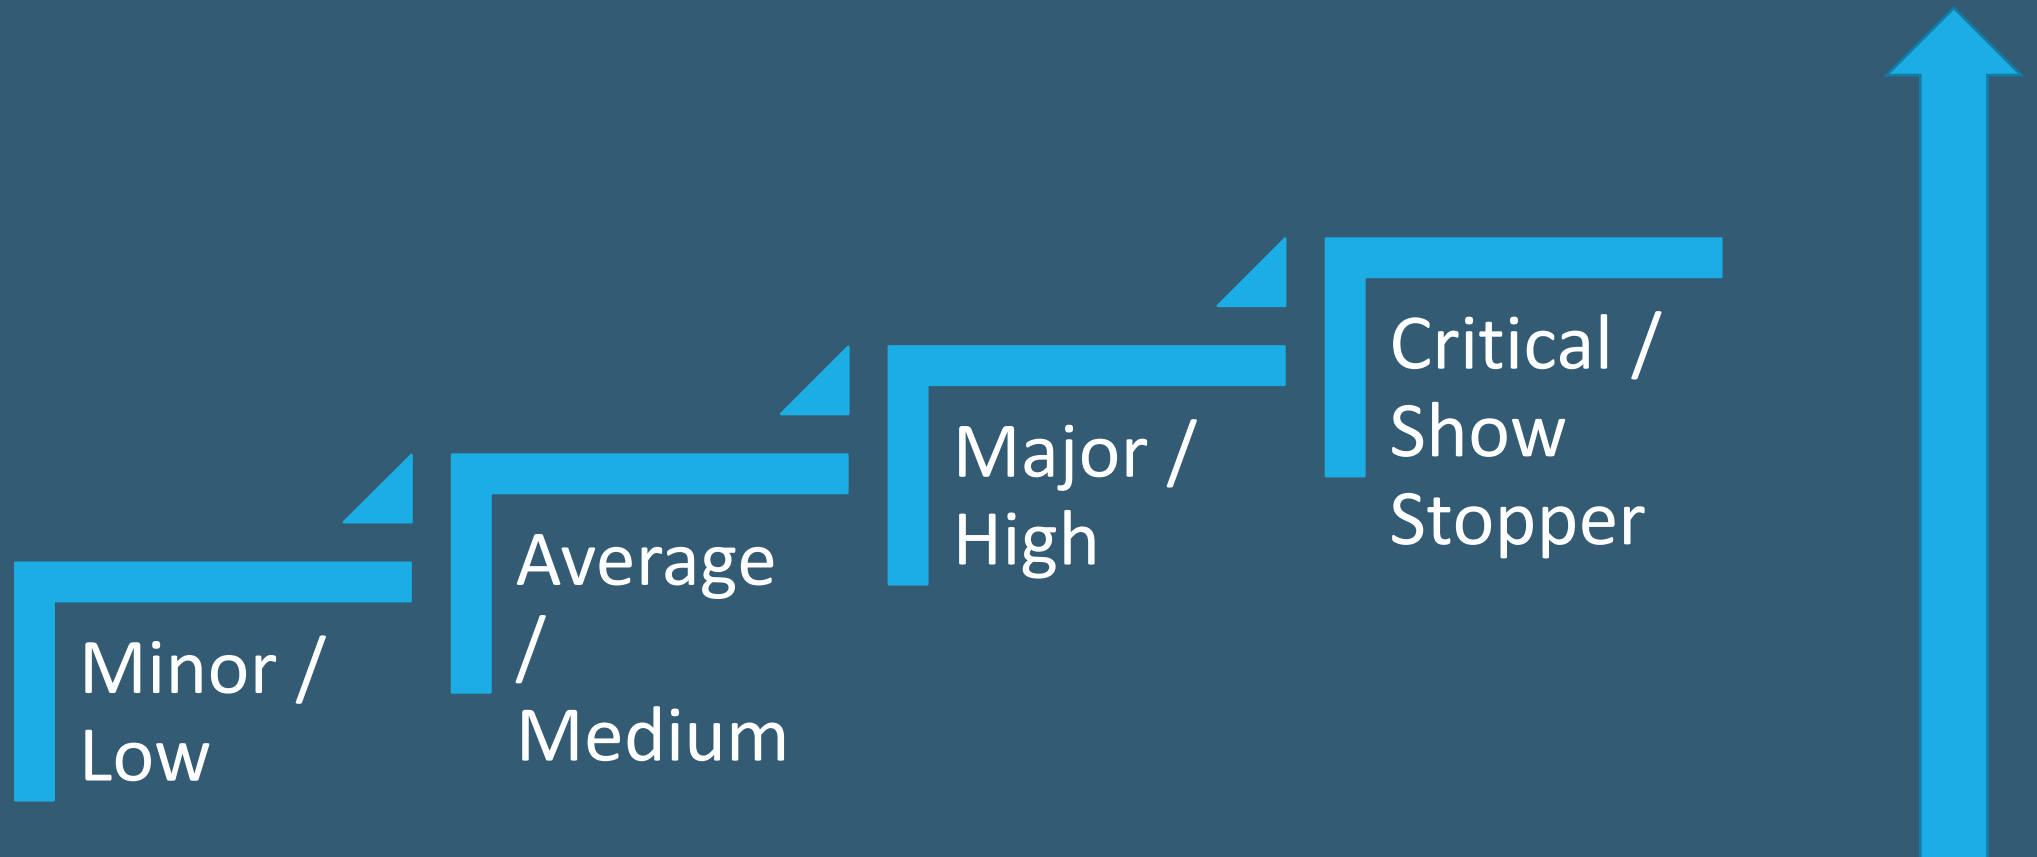 Minor /
Low
Average
/
Medium
Major /
High
Critical /
Show
Stopper